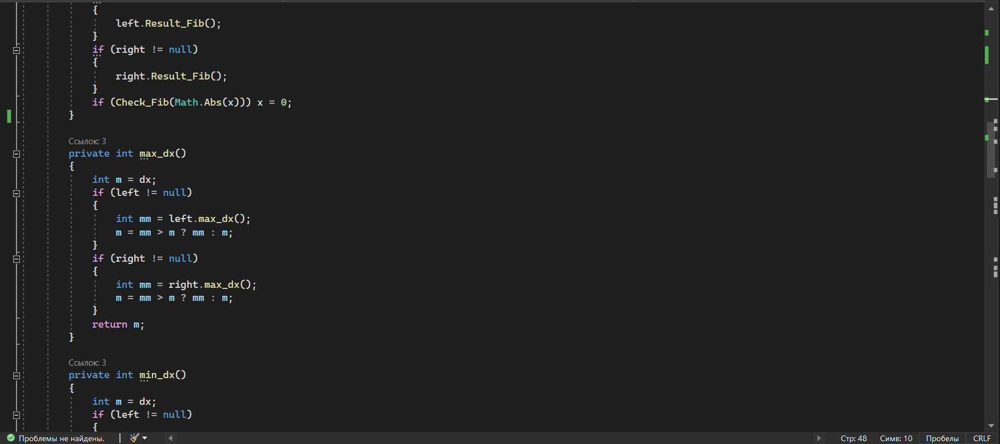 {
left.Result_Fib();
}
if (right != null)
{
right.Result_Fib();
}
if (Check_Fib(Math.Abs(x))) x = 0;
}
Ссылок: 3
private int max_dx()
{
int m = dx;
if (left != null)
{
int mm = left.max_dx();
m = mm > m ? mm : m;
}
if (right != null)
{
int mm = right.max_dx();
m = mm > m ? mm : m;
}
return m;
}
Ссылок: 3
private int min_dx()
{
int m = dx;
if (left != null)
{
Проблемы не найдены. Стр: 48 Симв: 10 Пробелы CRLF